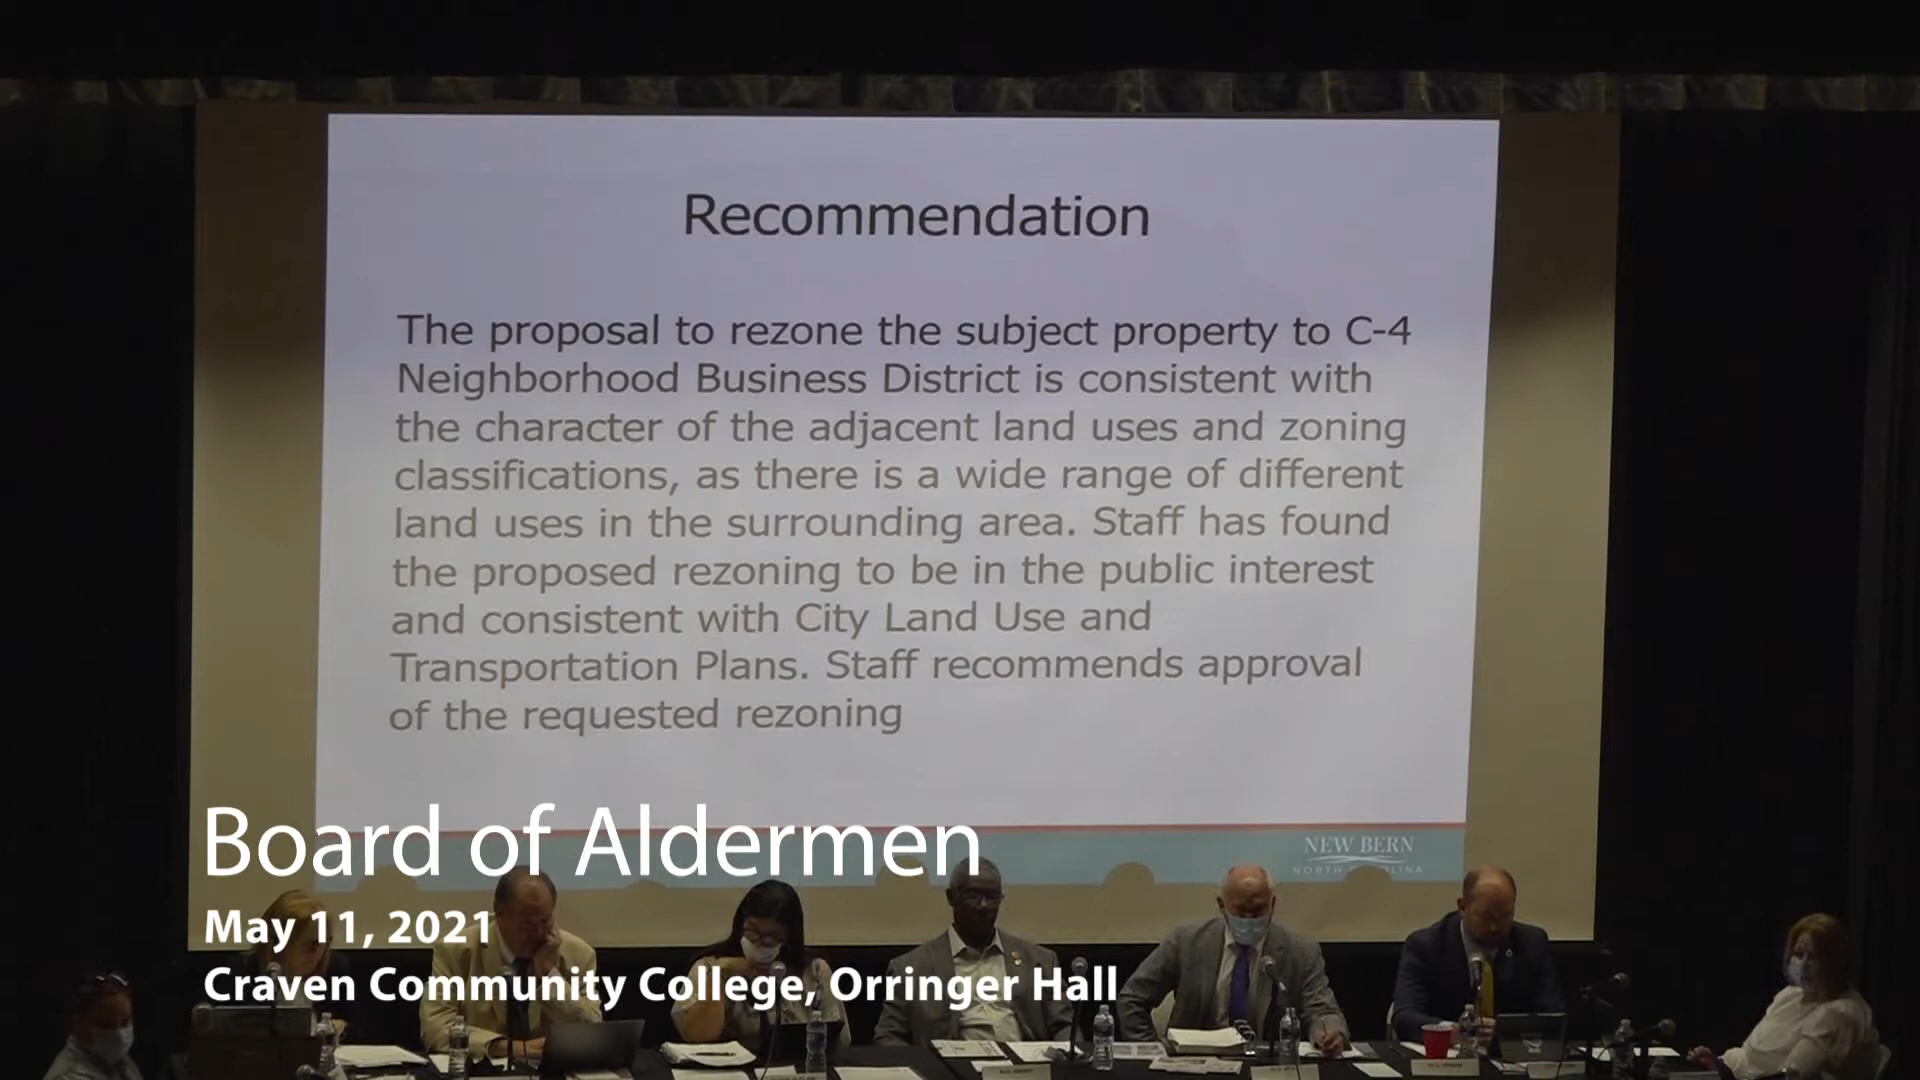 Recommendation
The proposal to rezone the subject property to C-4
Neighborhood Business District is consistent with
the character of the adjacent land uses and zoning
classifications, as there is a wide range of different
land uses in the surrounding area. Staff has found
the proposed rezoning to be in the public interest
and consistent with City Land Use and
Transportation Plans. Staff recommends approval
of the requested rezoning
NEW BERN
NORTH
Board of Aldermen
May 11, 2021
Craven Community College, Orringer Hall